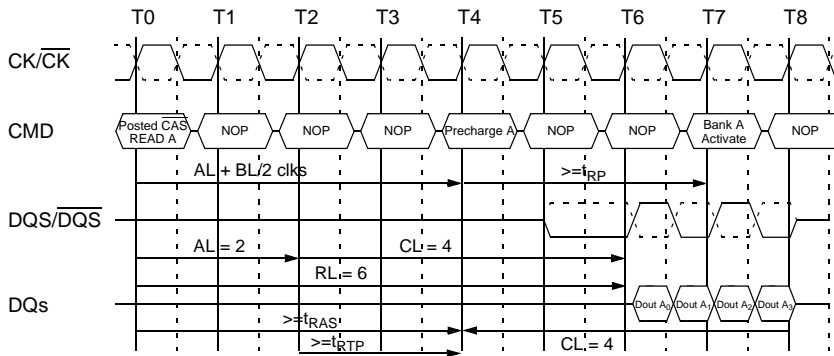 T0 T1 T2 T3 T4 T5 T6 T7 T8
CK/CK
CMD
Posted CAS
READ A
NOP
NOP
NOP
Precharge A
NOP
NOP
Bank A
Activate
NOP
AL + BL/2 clks
>=tRP
DQS/DQS
AL = 2
CL = 4
RL = 6
DQs
Dout A0
Dout A1
Dout A2
Dout A3
>=tRAS
CL = 4
>=tRTP